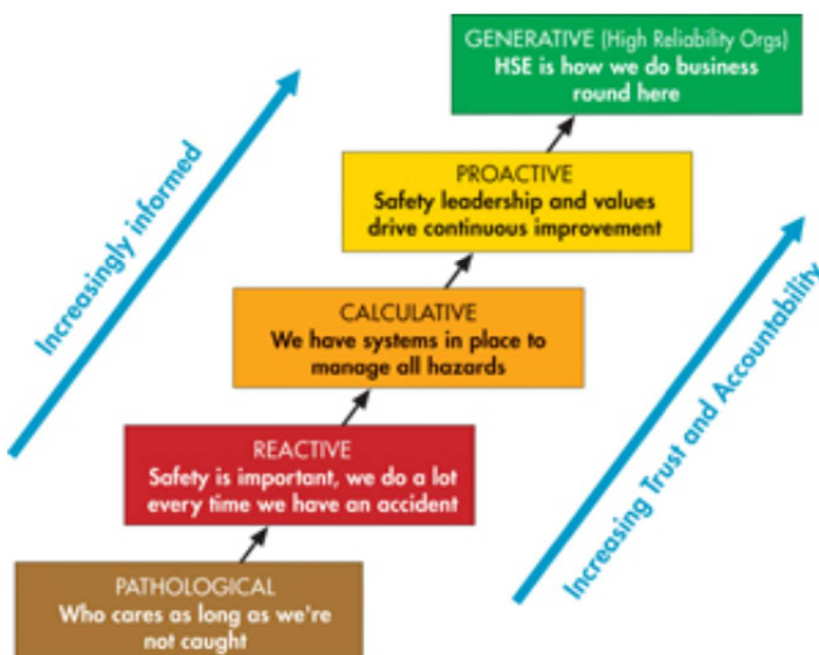 GENERATIVE (High Reliability Orgs)
HSE is how we do business
round here
PROACTIVE
Safety leadership and values
drive continuous improvement
CALCULATIVE
We have systems in place to
manage all hazards
REACTIVE
Safety is important, we do a lot
every time we have an accident
PATHOLOGICAL
Who cares as long as we're
not caught
Increasingly informed
Increasing Trust and Accountability